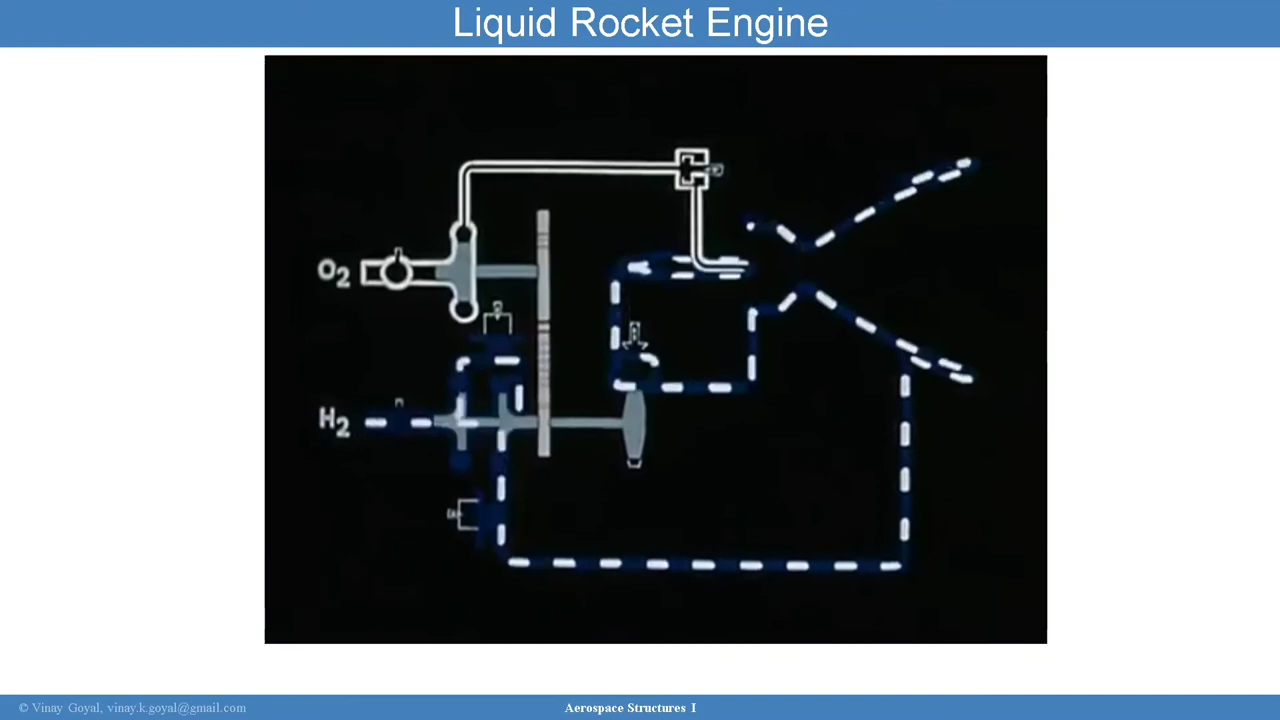 Liquid Rocket Engine
O2
H2
© Vinay Goyal, vinay.k.goyal@gmail.com
Aerospace Structures I